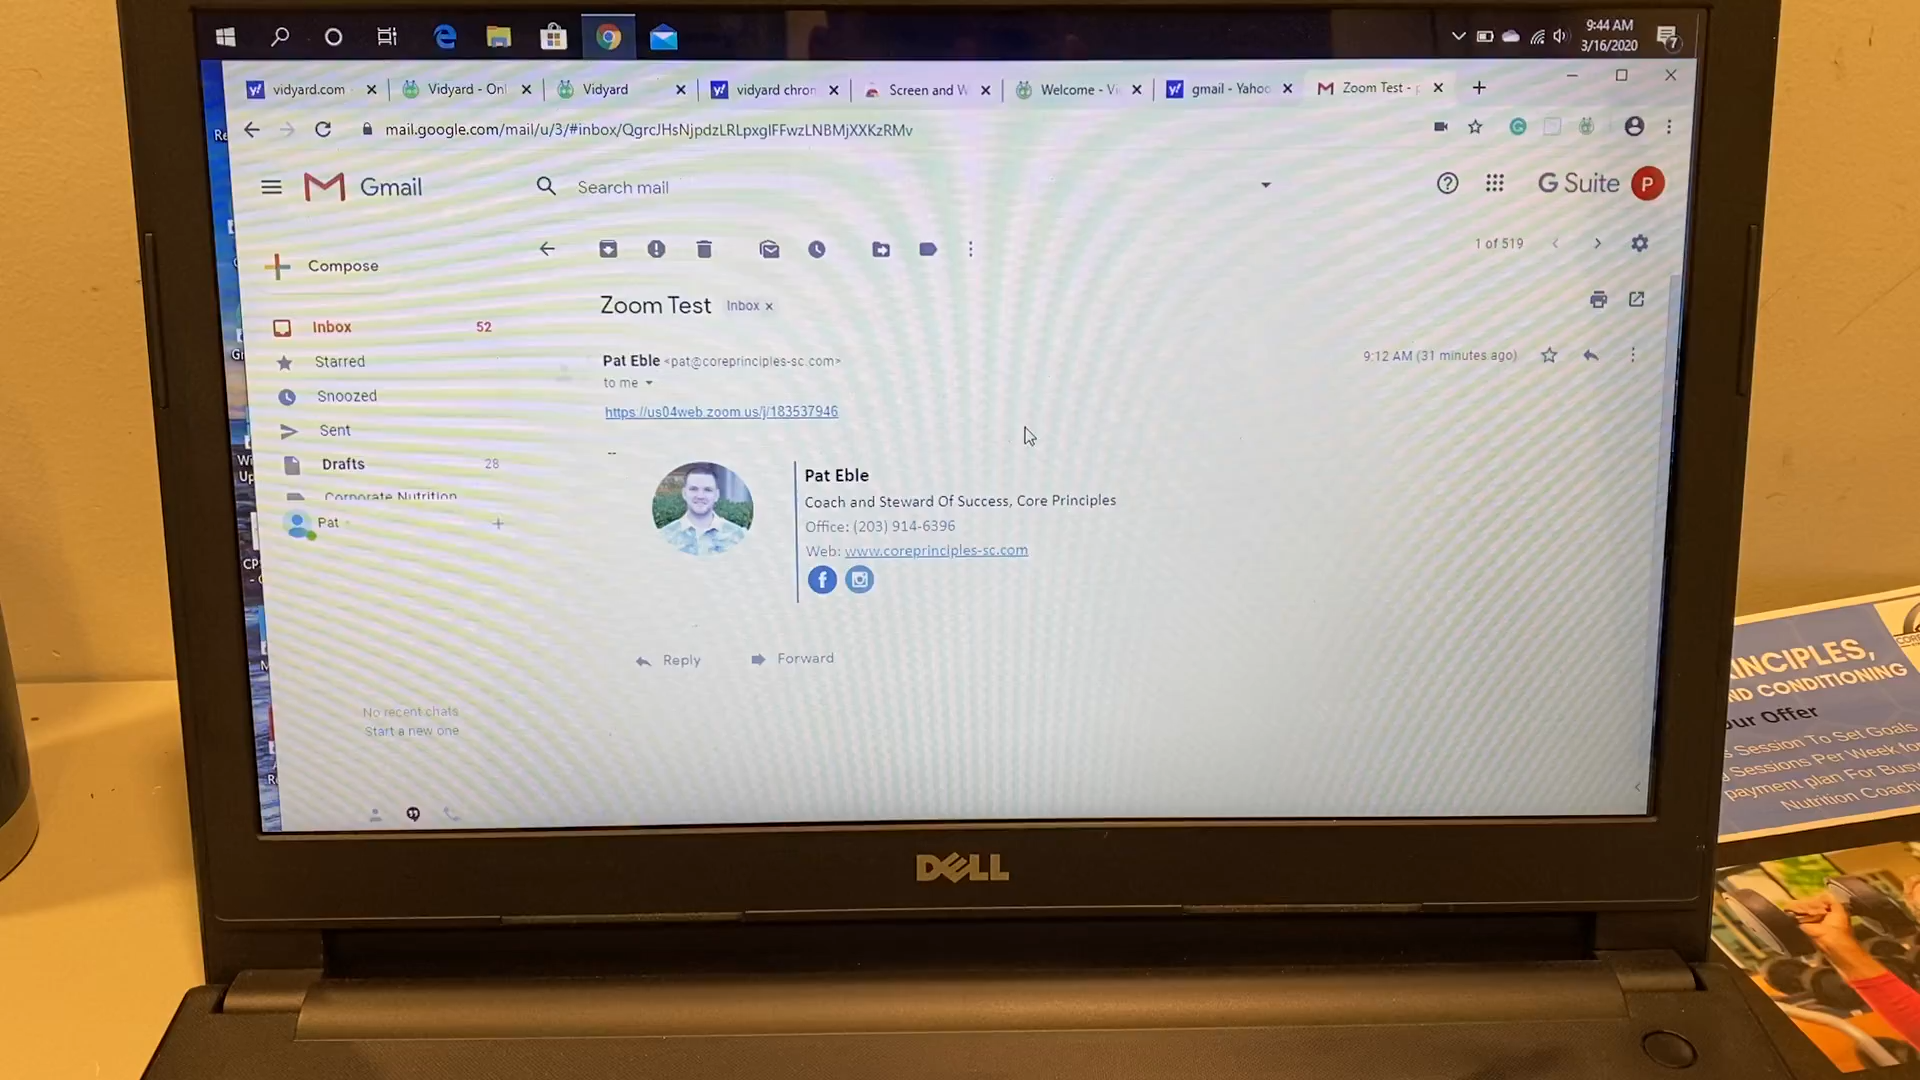 9:44 AM
3/16/2020
7
vidyard.com
Vidyard - Onl
Vidyard
vidyard chron
Screen and W
Welcome - Vi
gmail - Yahoo
Zoom Test - p
mail.google.com/mail/u/3/#inbox/QgrcJHsNjpdzLRLpxglFFwzLNBMjXXKzRMv
Gmail
Search mail
G Suite
P
Compose
1 of 519
Zoom Test
Inbox x
Inbox 52
Starred
Snoozed
Sent
Drafts 28
Corporate Nutrition
Pat
Pat Eble <pat@coreprinciples-sc.com>
9:12 AM (31 minutes ago)
to me
https://us04web.zoom.us/j/183537946
--
Pat Eble
Coach and Steward Of Success, Core Principles
Office: (203) 914-6396
Web: www.coreprinciples-sc.com
Reply
Forward
No recent chats
Start a new one
DELL
INCIPLES,
ND CONDITIONING
our Offer
s Session To Set Goals
Sessions Per Week for
payment plan For Busy
Nutrition Coachi